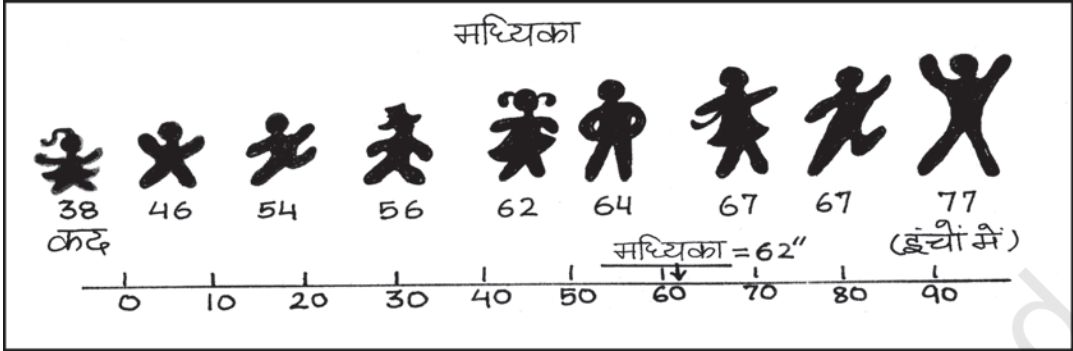 मध्यिका
38 46 54 56 62 64 67 67 77
कद (इंचों में)
मध्यिका = 62"
0 10 20 30 40 50 60 70 80 90
d